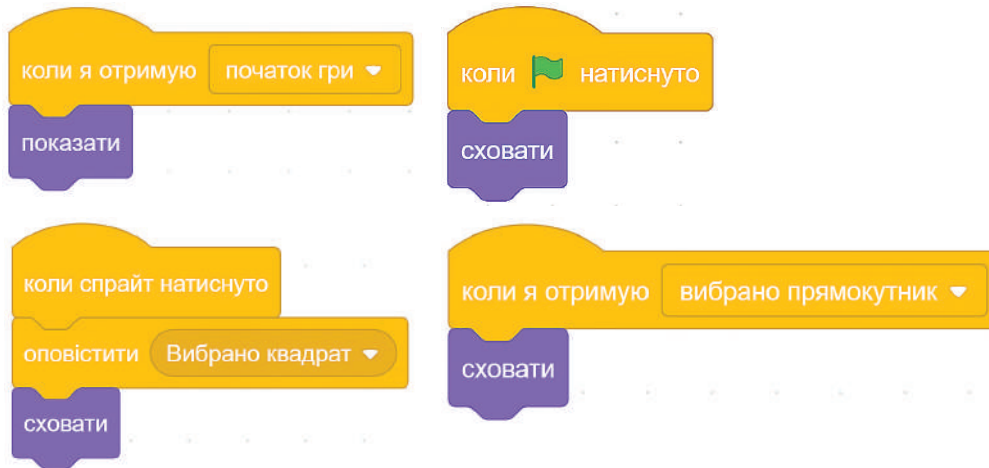 коли я отримую початок гри
показати
коли натиснуто
сховати
коли спрайт натиснуто
оповістити Вибрано квадрат
сховати
коли я отримую вибрано прямокутник
сховати